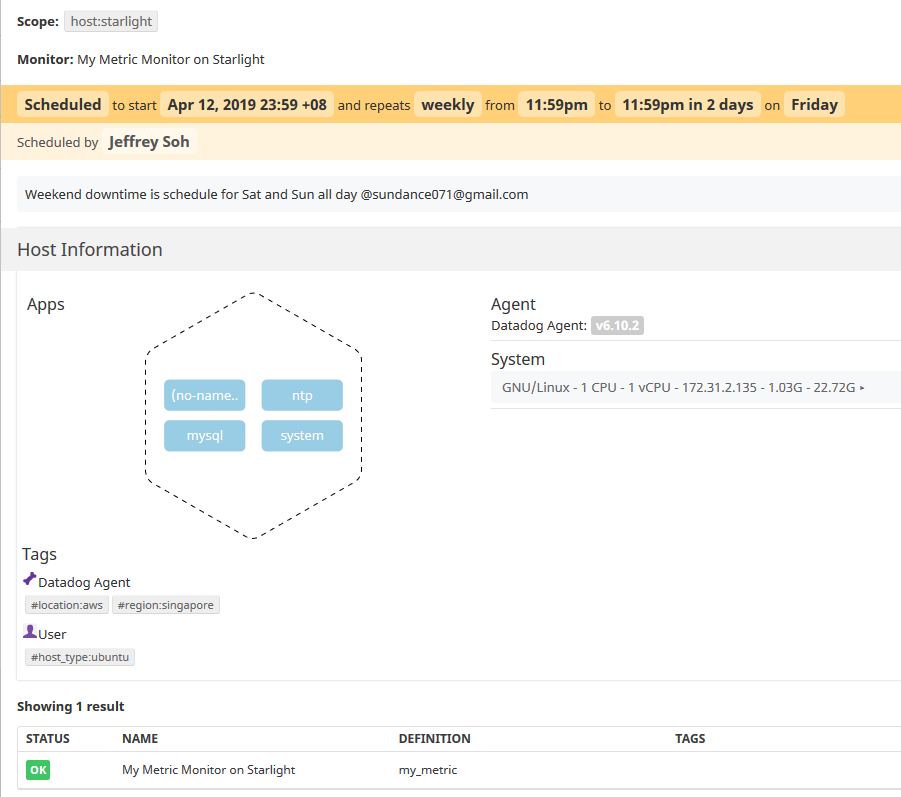 Scope: host:starlight
Monitor: My Metric Monitor on Starlight
Scheduled to start Apr 12, 2019 23:59 +08 and repeats weekly from 11:59pm to 11:59pm in 2 days on Friday
Scheduled by Jeffrey Soh
Weekend downtime is schedule for Sat and Sun all day @sundance071@gmail.com
Host Information
Apps
(no-name..
ntp
mysql
system
Agent
Datadog Agent: v6.10.2
System
GNU/Linux - 1 CPU - 1 vCPU - 172.31.2.135 - 1.03G - 22.72G ▸
Tags
Datadog Agent
#location:aws #region:singapore
User
#host_type:ubuntu
Showing 1 result
STATUS NAME DEFINITION TAGS
OK My Metric Monitor on Starlight my_metric